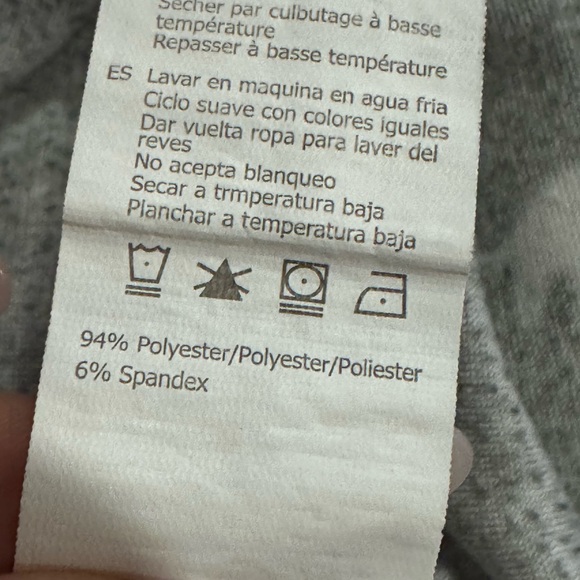 Sécher par culbutage à basse
température
Repasser à basse température
ES Lavar en maquina en agua fria
Ciclo suave con colores iguales
Dar vuelta ropa para laver del
reves
No acepta blanqueo
Secar a trmperatura baja
Planchar a temperatura baja
94% Polyester/Polyester/Poliester
6% Spandex